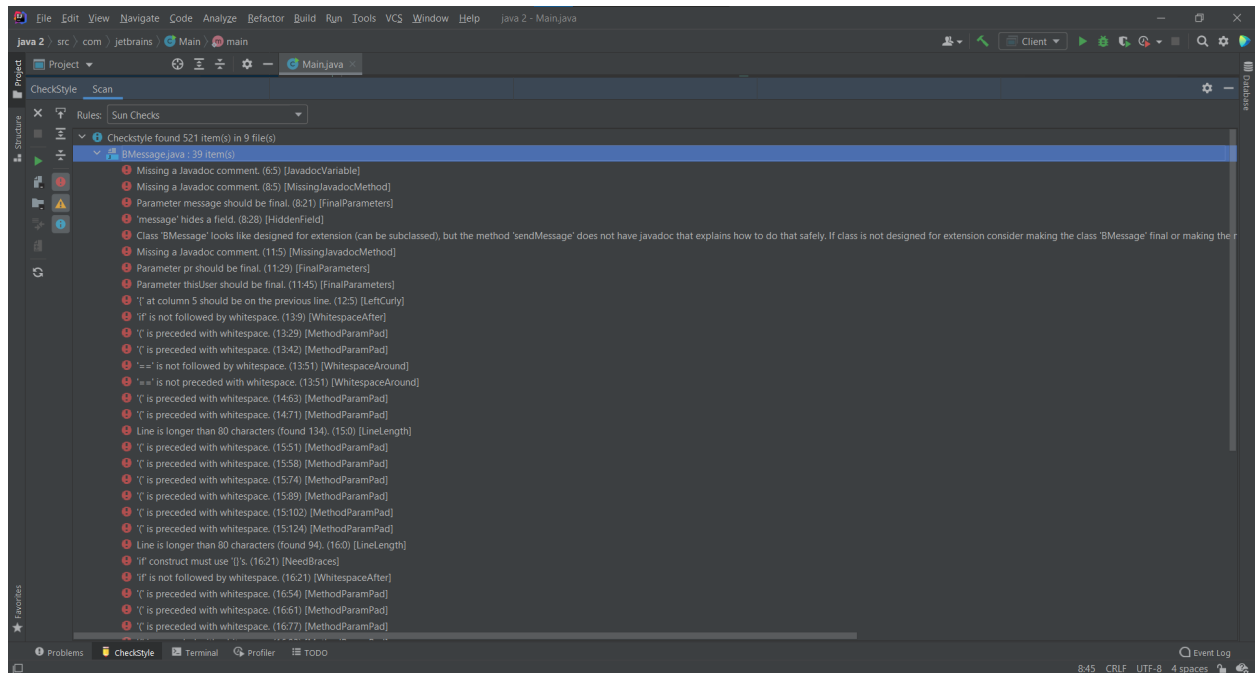 File Edit View Navigate Code Analyze Refactor Build Run Tools VCS Window Help java 2 - Main.java
java 2 src com jetbrains Main main Client
Project Main.java
CheckStyle Scan
Rules: Sun Checks
Checkstyle found 521 item(s) in 9 file(s)
BMessage.java : 39 item(s)
Missing a Javadoc comment. (6:5) [JavadocVariable]
Missing a Javadoc comment. (8:5) [MissingJavadocMethod]
Parameter message should be final. (8:21) [FinalParameters]
'message' hides a field. (8:28) [HiddenField]
Class 'BMessage' looks like designed for extension (can be subclassed), but the method 'sendMessage' does not have javadoc that explains how to do that safely. If class is not designed for extension consider making the class 'BMessage' final or making the
Missing a Javadoc comment. (11:5) [MissingJavadocMethod]
Parameter pr should be final. (11:29) [FinalParameters]
Parameter thisUser should be final. (11:45) [FinalParameters]
'{' at column 5 should be on the previous line. (12:5) [LeftCurly]
'if' is not followed by whitespace. (13:9) [WhitespaceAfter]
'(' is preceded with whitespace. (13:29) [MethodParamPad]
'(' is preceded with whitespace. (13:42) [MethodParamPad]
'==' is not followed by whitespace. (13:51) [WhitespaceAround]
'==' is not preceded with whitespace. (13:51) [WhitespaceAround]
'(' is preceded with whitespace. (14:63) [MethodParamPad]
'(' is preceded with whitespace. (14:71) [MethodParamPad]
Line is longer than 80 characters (found 134). (15:0) [LineLength]
'(' is preceded with whitespace. (15:51) [MethodParamPad]
'(' is preceded with whitespace. (15:58) [MethodParamPad]
'(' is preceded with whitespace. (15:74) [MethodParamPad]
'(' is preceded with whitespace. (15:89) [MethodParamPad]
'(' is preceded with whitespace. (15:102) [MethodParamPad]
'(' is preceded with whitespace. (15:124) [MethodParamPad]
Line is longer than 80 characters (found 94). (16:0) [LineLength]
'if' construct must use '{}'s. (16:21) [NeedBraces]
'if' is not followed by whitespace. (16:21) [WhitespaceAfter]
'(' is preceded with whitespace. (16:54) [MethodParamPad]
'(' is preceded with whitespace. (16:61) [MethodParamPad]
'(' is preceded with whitespace. (16:77) [MethodParamPad]
Project
Structure
Favorites
Database
Problems CheckStyle Terminal Profiler TODO Event Log
8:45 CRLF UTF-8 4 spaces